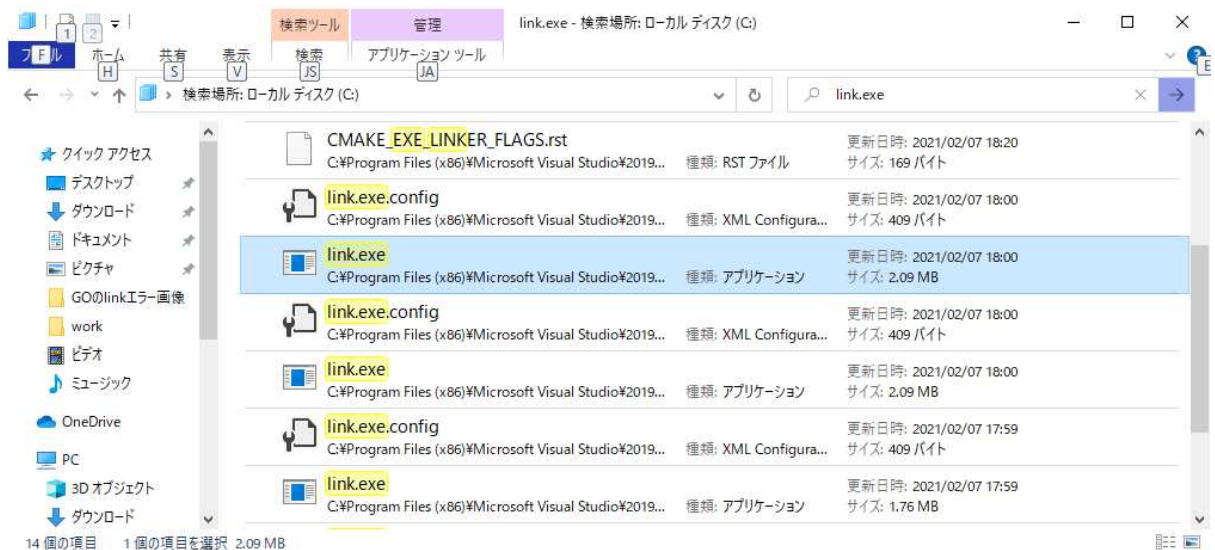 1 2
検索ツール 管理 link.exe - 検索場所: ローカル ディスク (C:)
ファイル ホーム 共有 表示 検索 アプリケーション ツール
F H S V JS JA E
検索場所: ローカル ディスク (C:) link.exe
クイック アクセス
デスクトップ
ダウンロード
ドキュメント
ピクチャ
GOのlinkエラー画像
work
ビデオ
ミュージック
OneDrive
PC
3D オブジェクト
ダウンロード
CMAKE_EXE_LINKER_FLAGS.rst 更新日時: 2021/02/07 18:20
C:¥Program Files (x86)¥Microsoft Visual Studio¥2019... 種類: RST ファイル サイズ: 169 バイト
link.exe.config 更新日時: 2021/02/07 18:00
C:¥Program Files (x86)¥Microsoft Visual Studio¥2019... 種類: XML Configura... サイズ: 409 バイト
link.exe 更新日時: 2021/02/07 18:00
C:¥Program Files (x86)¥Microsoft Visual Studio¥2019... 種類: アプリケーション サイズ: 2.09 MB
link.exe.config 更新日時: 2021/02/07 18:00
C:¥Program Files (x86)¥Microsoft Visual Studio¥2019... 種類: XML Configura... サイズ: 409 バイト
link.exe 更新日時: 2021/02/07 18:00
C:¥Program Files (x86)¥Microsoft Visual Studio¥2019... 種類: アプリケーション サイズ: 2.09 MB
link.exe.config 更新日時: 2021/02/07 17:59
C:¥Program Files (x86)¥Microsoft Visual Studio¥2019... 種類: XML Configura... サイズ: 409 バイト
link.exe 更新日時: 2021/02/07 17:59
C:¥Program Files (x86)¥Microsoft Visual Studio¥2019... 種類: アプリケーション サイズ: 1.76 MB
14 個の項目 1 個の項目を選択 2.09 MB